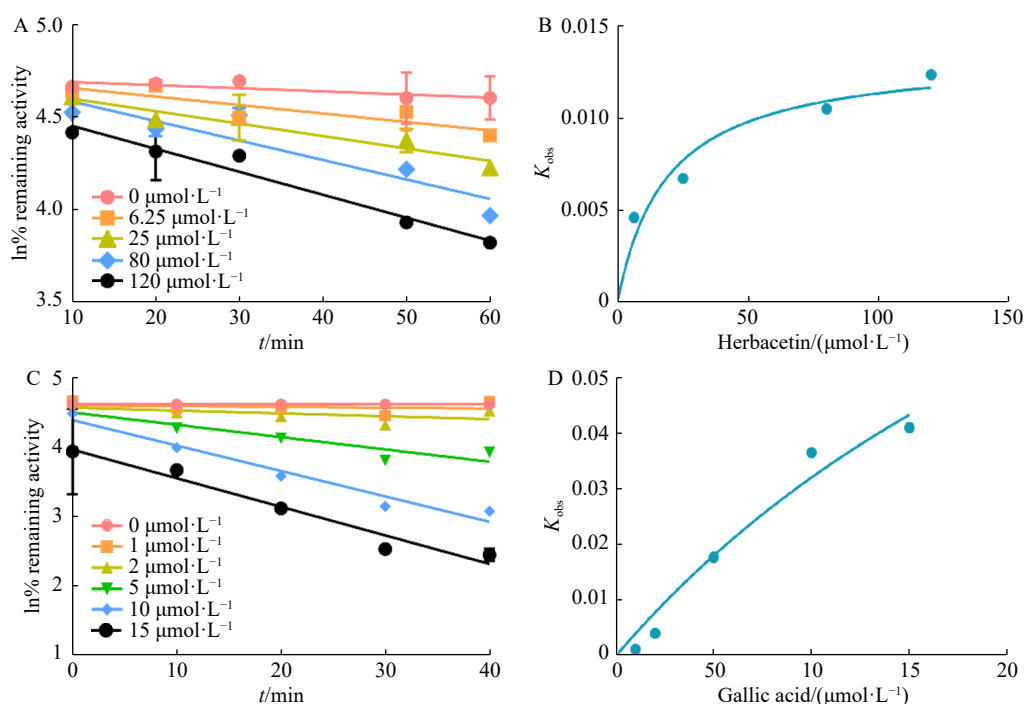 A
ln% remaining activity
5.0
4.5
4.0
3.5
0 μmol·L⁻¹
6.25 μmol·L⁻¹
25 μmol·L⁻¹
80 μmol·L⁻¹
120 μmol·L⁻¹
10 20 30 40 50 60
t/min
B
K_obs
0.015
0.010
0.005
0
0 50 100 150
Herbacetin/(μmol·L⁻¹)
C
ln% remaining activity
5
4
3
2
1
0 μmol·L⁻¹
1 μmol·L⁻¹
2 μmol·L⁻¹
5 μmol·L⁻¹
10 μmol·L⁻¹
15 μmol·L⁻¹
0 10 20 30 40
t/min
D
K_obs
0.05
0.04
0.03
0.02
0.01
0
0 50 10 15 20
Gallic acid/(μmol·L⁻¹)